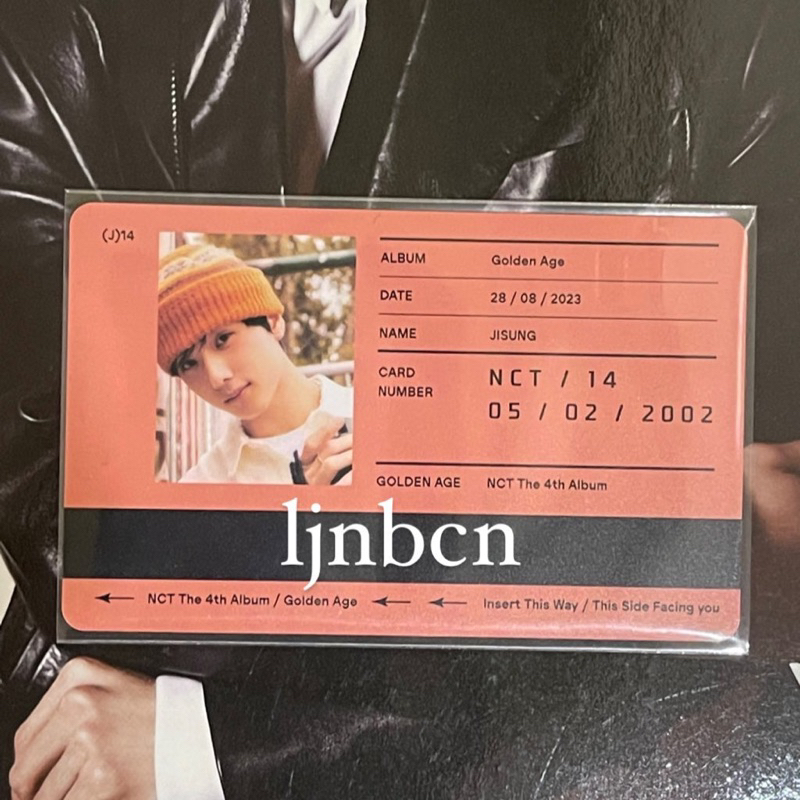 (J)14
ALBUM Golden Age
DATE 28 / 08 / 2023
NAME JISUNG
CARD NUMBER NCT / 14
05 / 02 / 2002
GOLDEN AGE NCT The 4th Album
ljnbcn
← NCT The 4th Album / Golden Age ← ← Insert This Way / This Side Facing you